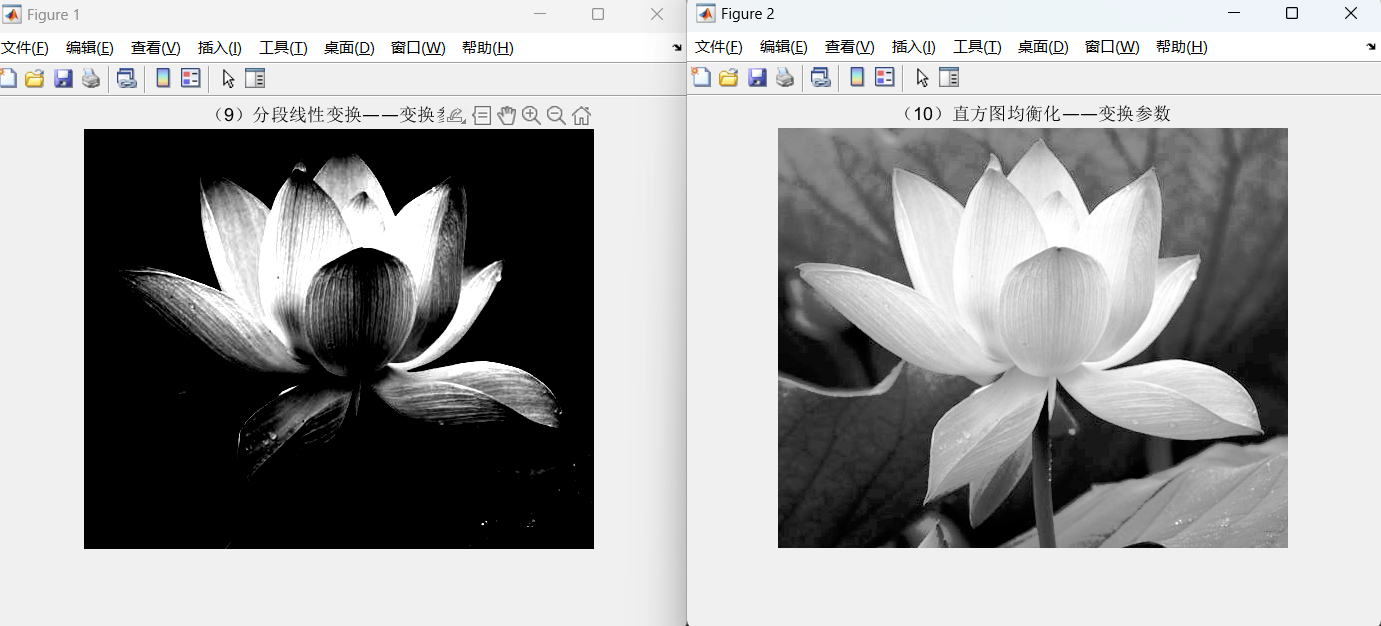 Figure 1
文件(F) 编辑(E) 查看(V) 插入(I) 工具(T) 桌面(D) 窗口(W) 帮助(H)
（9）分段线性变换——变换
Figure 2
文件(F) 编辑(E) 查看(V) 插入(I) 工具(T) 桌面(D) 窗口(W) 帮助(H)
（10）直方图均衡化——变换参数